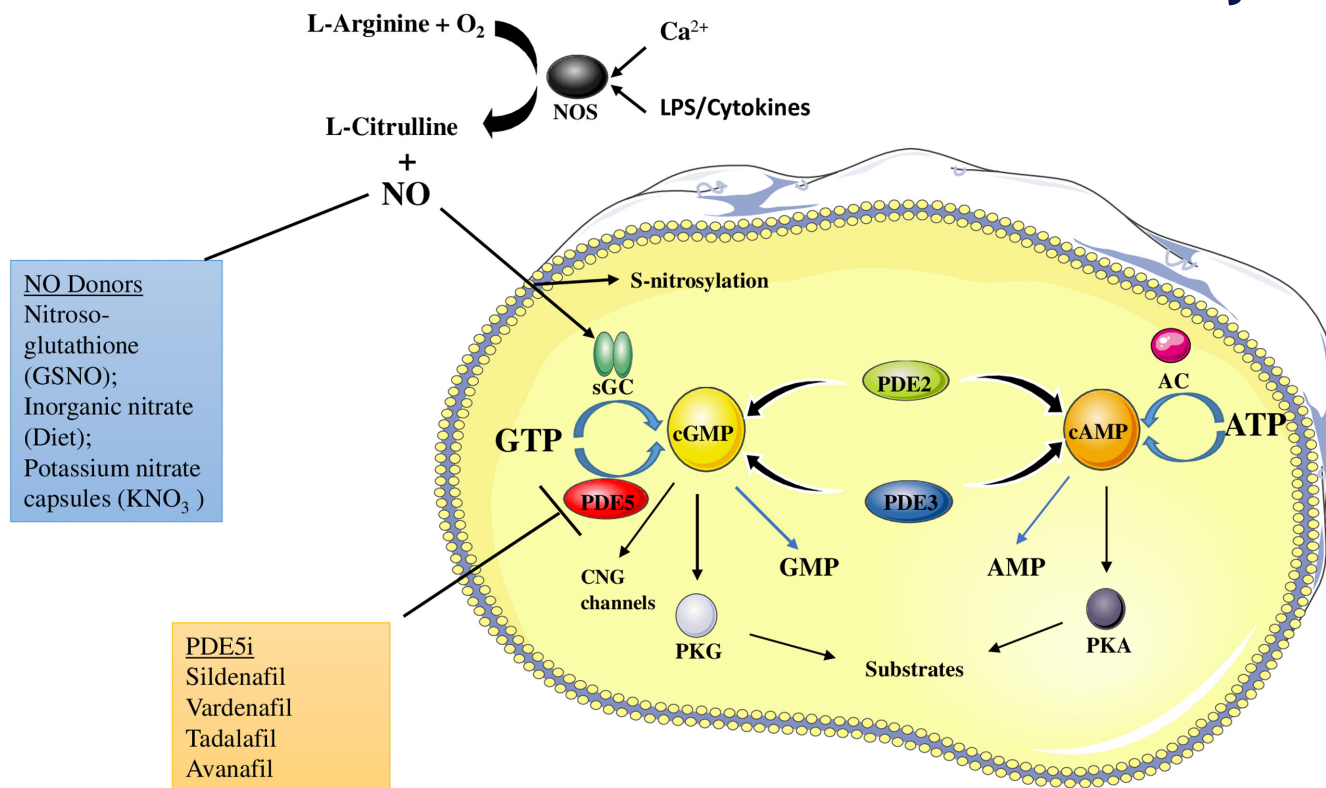 L-Arginine + O₂
Ca²⁺
NOS
LPS/Cytokines
L-Citrulline
+
NO
NO Donors
Nitroso-
glutathione
(GSNO);
Inorganic nitrate
(Diet);
Potassium nitrate
capsules (KNO₃ )
S-nitrosylation
sGC
GTP
cGMP
PDE2
AC
cAMP
ATP
PDE5
PDE3
CNG
channels
GMP
AMP
PKG
PKA
Substrates
PDE5i
Sildenafil
Vardenafil
Tadalafil
Avanafil